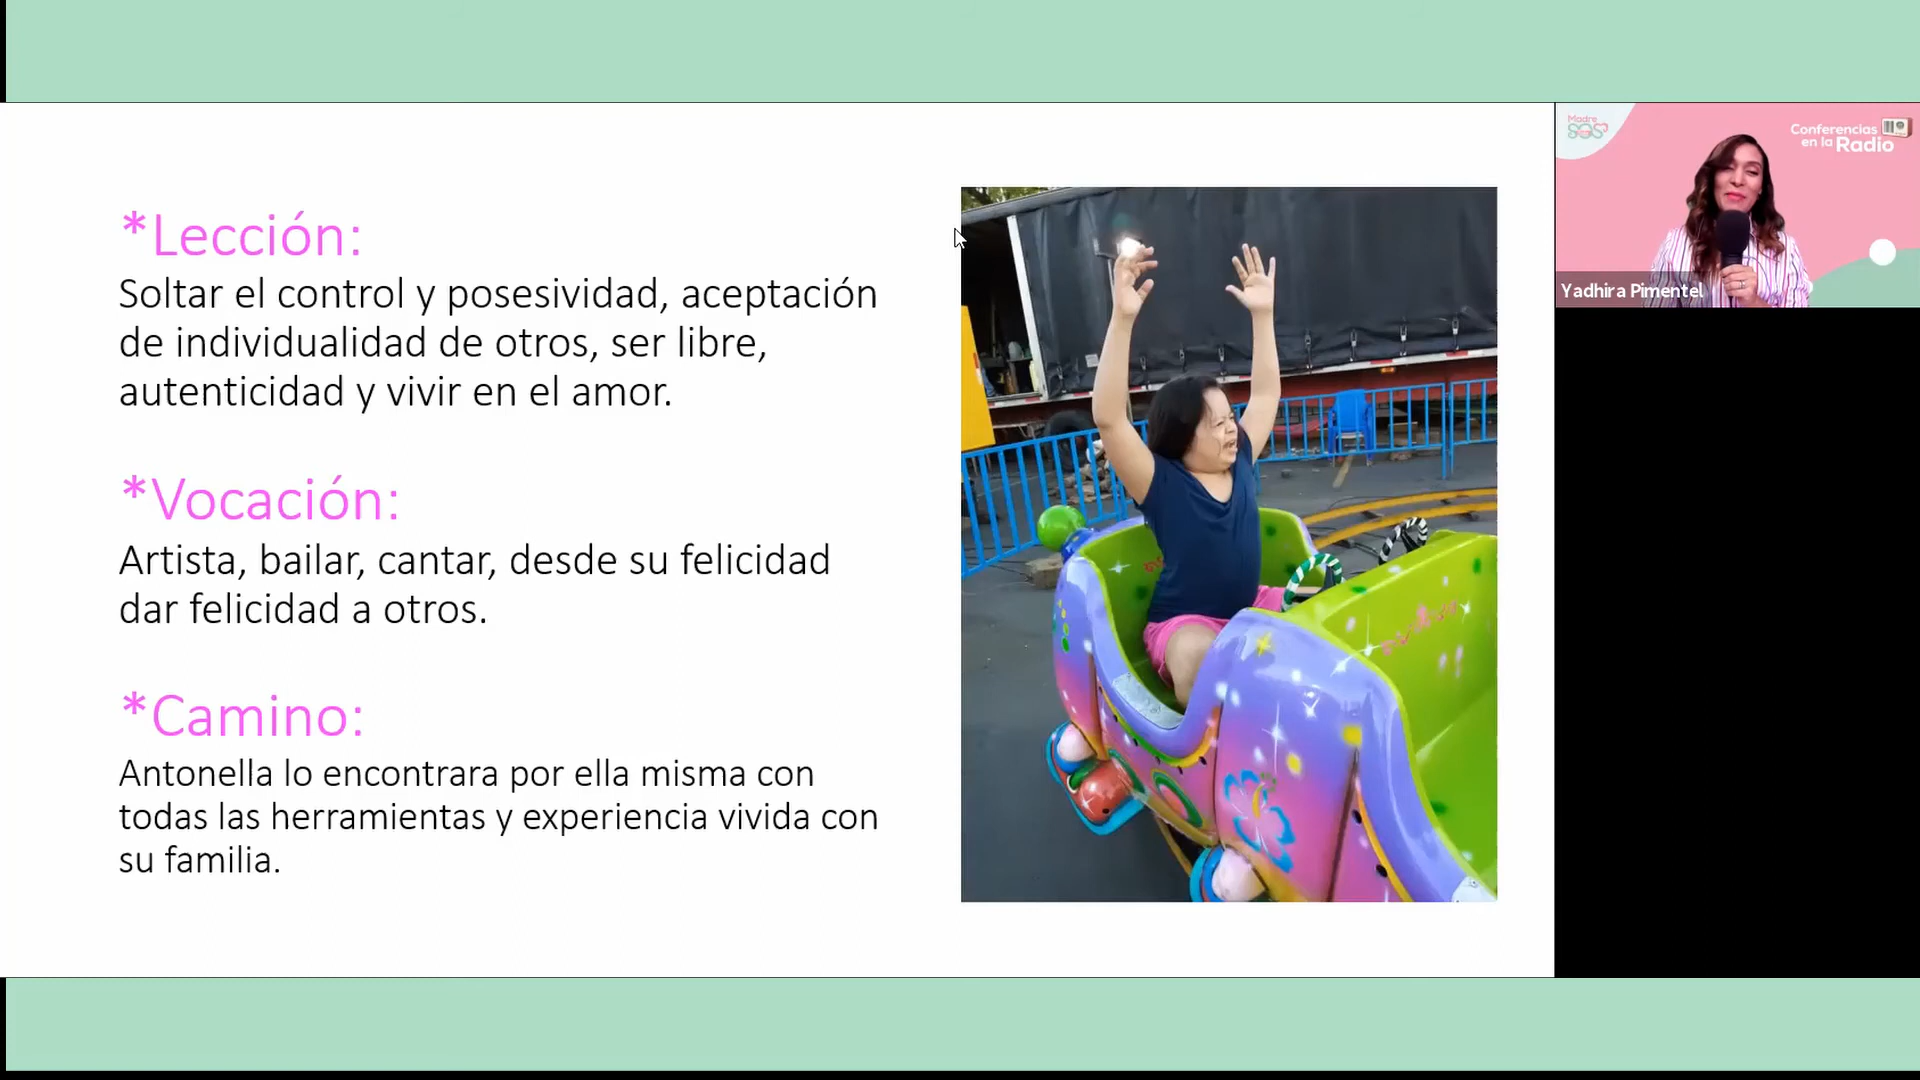 *Lección:
Soltar el control y posesividad, aceptación
de individualidad de otros, ser libre,
autenticidad y vivir en el amor.
*Vocación:
Artista, bailar, cantar, desde su felicidad
dar felicidad a otros.
*Camino:
Antonella lo encontrara por ella misma con
todas las herramientas y experiencia vivida con
su familia.
Madre
SOS
Conferencias
en la Radio
Yadhira Pimentel